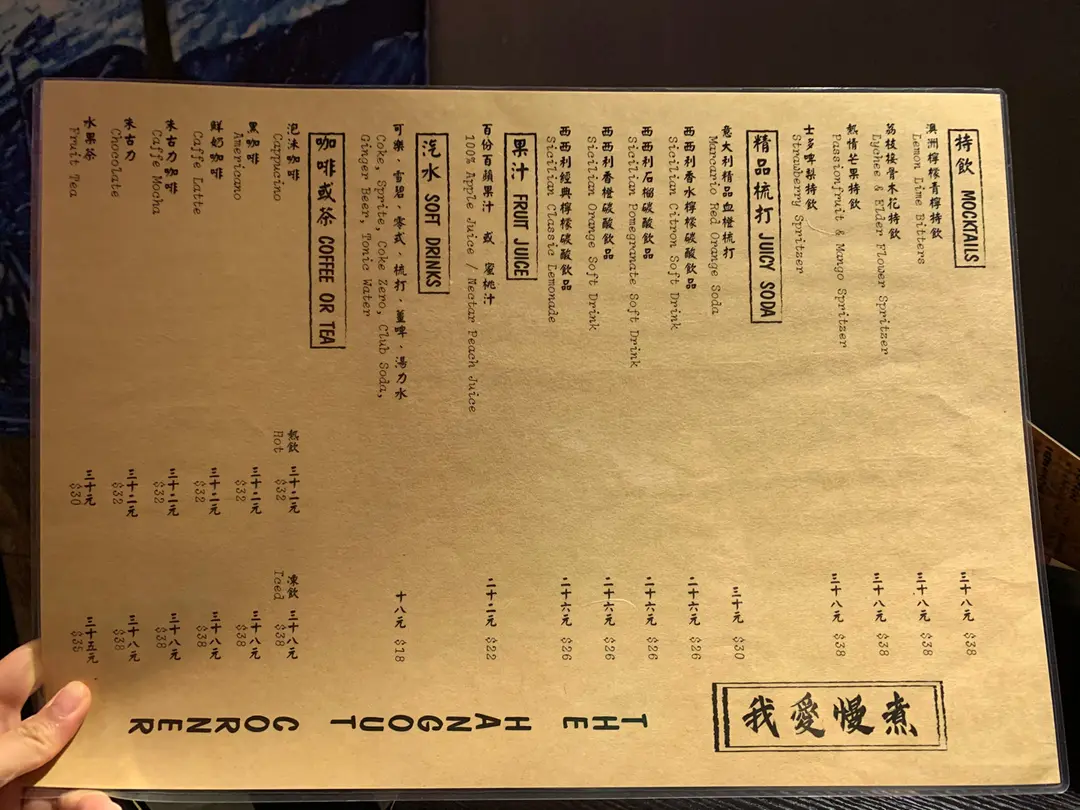 特飲 MOCKTAILS
澳洲檸檬青檸特飲 三十八元 $38
Lemon Lime Bitters
荔枝接骨木花特飲 三十八元 $38
Lychee & Elder Flower Spritzer
熱情芒果特飲 三十八元 $38
Passionfruit & Mango Spritzer
士多啤梨特飲 三十八元 $38
Strawberry Spritzer
精品梳打 JUICY SODA
意大利精品血橙梳打 三十元 $30
Marcario Red Orange Soda
西西利香水檸檬碳酸飲品 二十六元 $26
Sicilian Citron Soft Drink
西西利石榴碳酸飲品 二十六元 $26
Sicilian Pomegranate Soft Drink
西西利香橙碳酸飲品 二十六元 $26
Sicilian Orange Soft Drink
西西利經典檸檬碳酸飲品 二十六元 $26
Sicilian Classic Lemonade
果汁 FRUIT JUICE
百份百蘋果汁 或 蜜桃汁 二十二元 $22
100% Apple Juice / Nectar Peach Juice
汽水 SOFT DRINKS
可樂、雪碧、零式、梳打、薑啤、湯力水 十八元 $18
Coke, Sprite, Coke Zero, Club Soda,
Ginger Beer, Tonic Water
咖啡或茶 COFFEE OR TEA
熱飲 凍飲
Hot Iced
泡沫咖啡 三十二元 三十八元
Cappucino $32 $38
黑咖啡 三十二元 三十八元
Americano $32 $38
鮮奶咖啡 三十二元 三十八元
Caffe Latte $32 $38
朱古力咖啡 三十二元 三十八元
Caffe Mocha $32 $38
朱古力 三十二元 三十八元
Chocolate $32 $38
水果茶 三十元 三十五元
Fruit Tea $30 $35
我愛慢煮
THE HANGOUT CORNER